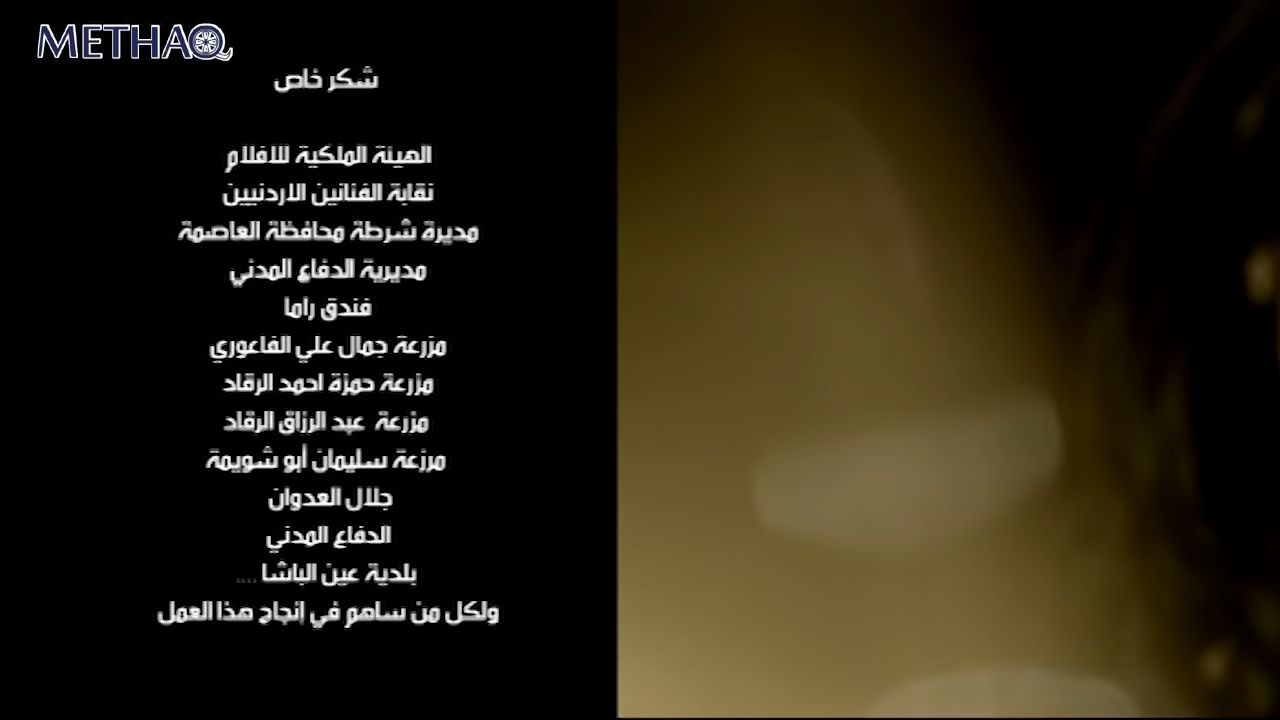 METHAQ
شكر خاص
الهيئة الملكية للافلام
نقابة الفنانين الاردنيين
مديرة شرطة محافظة العاصمة
مديرية الدفاع المدني
فندق راما
مزرعة جمال علي الفاعوري
مزرعة حمزة احمد الرقاد
مزرعة عبد الرزاق الرقاد
مرزعة سليمان أبو شويمة
جلال العدوان
الدفاع المدني
بلدية عين الباشا ....
ولكل من ساهم في إنجاح هذا العمل